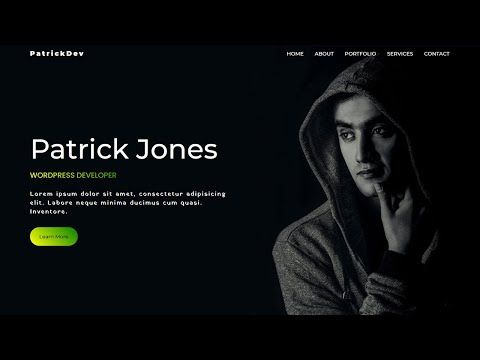 PatrickDev
HOME ABOUT PORTFOLIO SERVICES CONTACT
Patrick Jones
WORDPRESS DEVELOPER
Lorem ipsum dolor sit amet, consectetur adipisicing
elit. Labore neque minima ducimus cum quasi.
Inventore.
Learn More